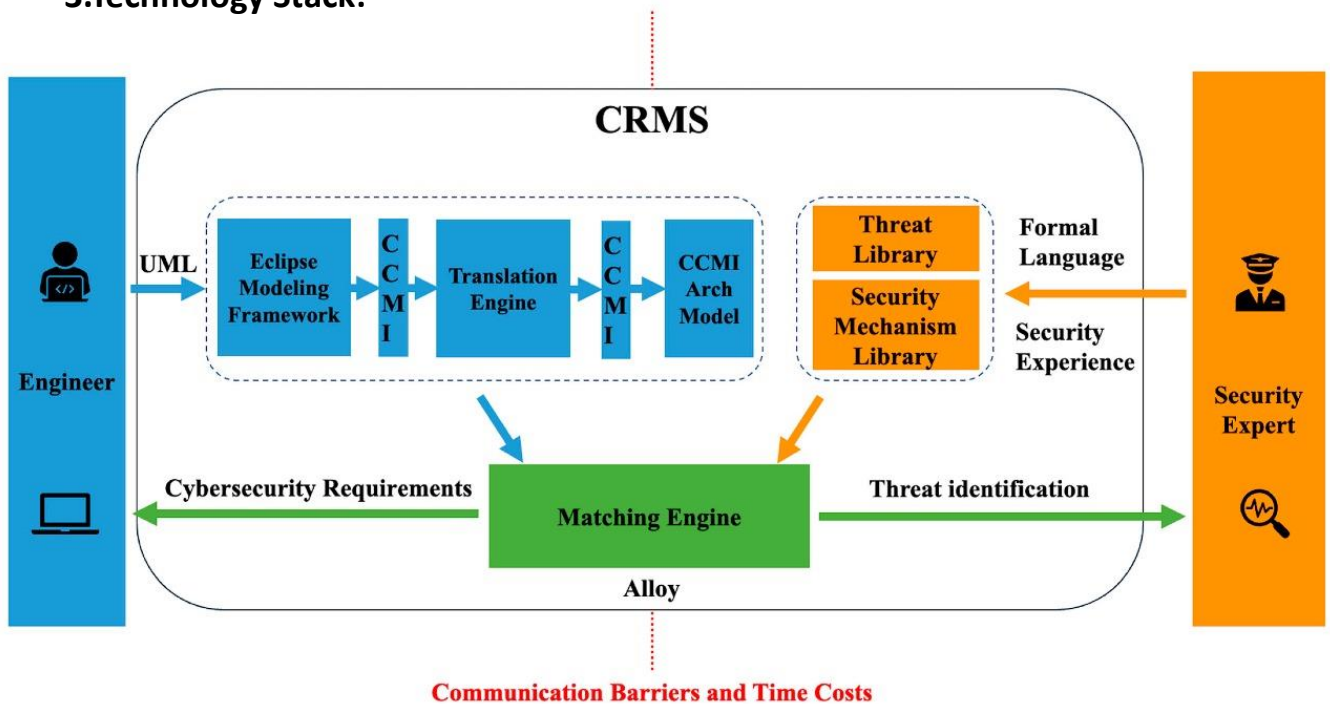 3.Technology Stack:
CRMS
UML
Eclipse
Modeling
Framework
C
C
M
I
Translation
Engine
C
C
M
I
CCMI
Arch
Model
Threat
Library
Security
Mechanism
Library
Formal
Language
Security
Experience
Engineer
Security
Expert
Cybersecurity Requirements
Matching Engine
Threat identification
Alloy
Communication Barriers and Time Costs